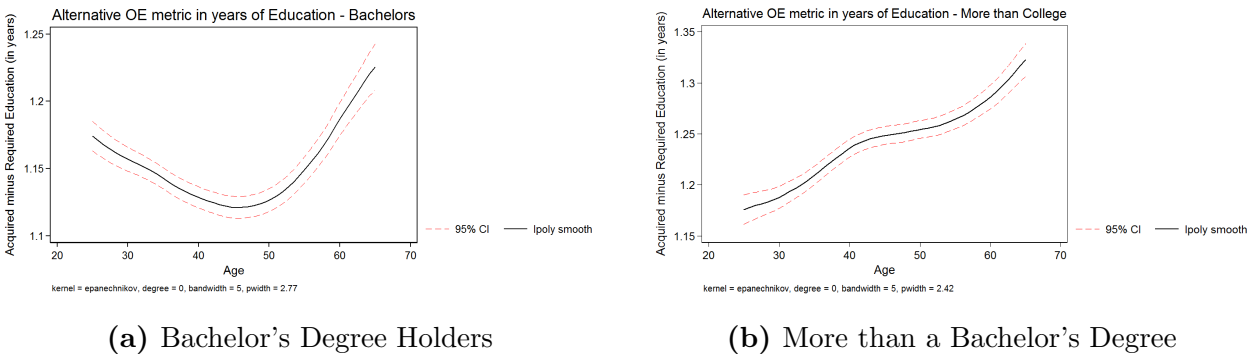 Alternative OE metric in years of Education - Bachelors
Acquired minus Required Education (in years)
1.25
1.2
1.15
1.1
20 30 40 50 60 70
Age
95% CI lpoly smooth
kernel = epanechnikov, degree = 0, bandwidth = 5, pwidth = 2.77
(a) Bachelor's Degree Holders
Alternative OE metric in years of Education - More than College
Acquired minus Required Education (in years)
1.35
1.3
1.25
1.2
1.15
20 30 40 50 60 70
Age
95% CI lpoly smooth
kernel = epanechnikov, degree = 0, bandwidth = 5, pwidth = 2.42
(b) More than a Bachelor's Degree